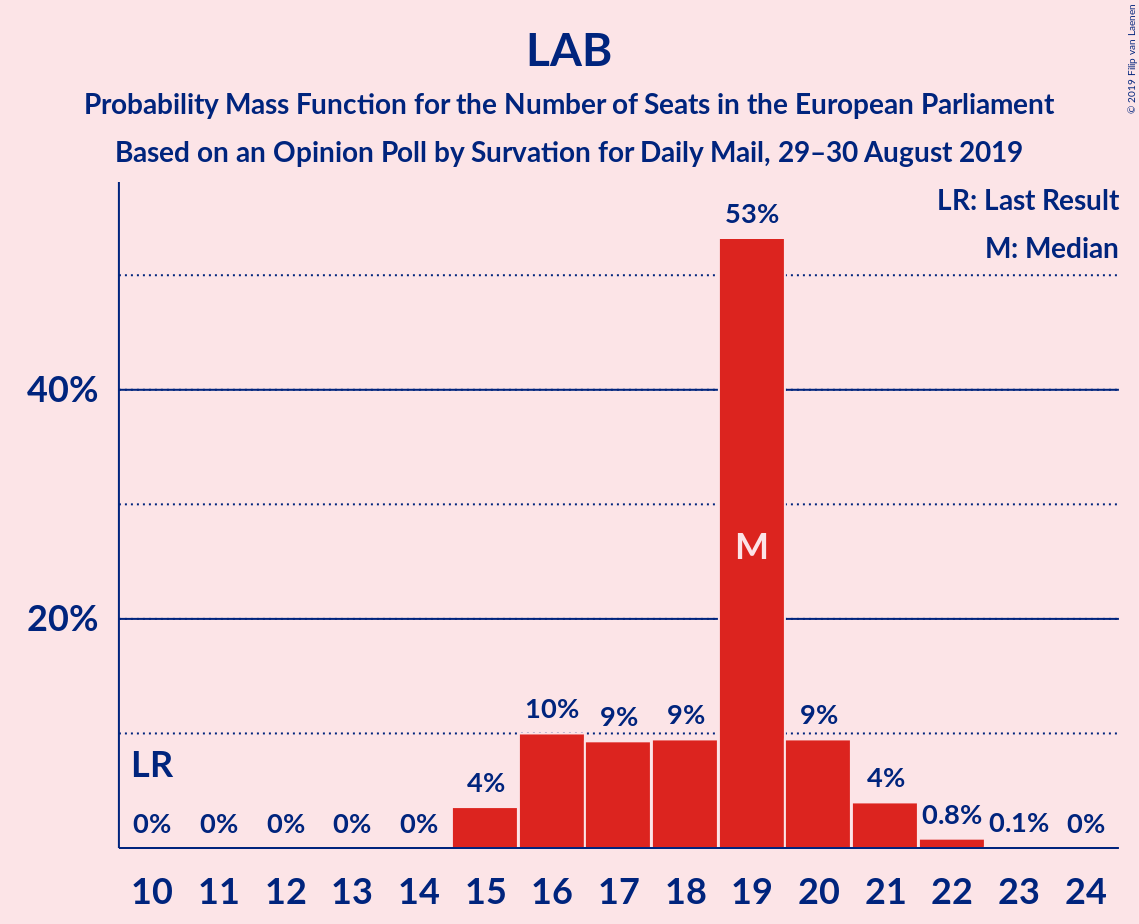 LAB
Probability Mass Function for the Number of Seats in the European Parliament
Based on an Opinion Poll by Survation for Daily Mail, 29–30 August 2019
© 2019 Filip van Laenen
LR: Last Result
M: Median
53%
40%
M
20%
10% 9% 9% 9%
LR
4% 4%
0% 0% 0% 0% 0% 0.8% 0.1% 0%
10 11 12 13 14 15 16 17 18 19 20 21 22 23 24